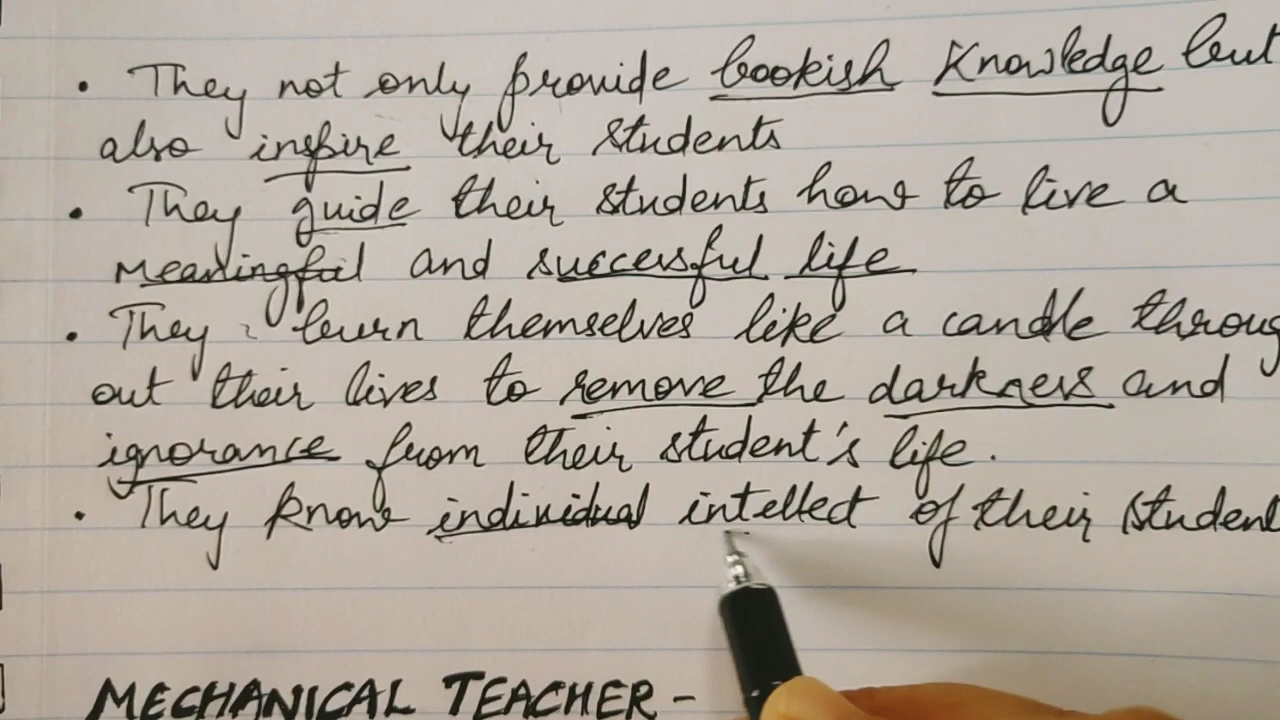 • They not only provide bookish Knowledge but
also inspire their students
• They guide their students how to live a
Meaningful and successful life
• They burn themselves like a candle throug
out their lives to remove the darkness and
ignorance from their student's life.
• They know individual intellect of their student
MECHANICAL TEACHER -